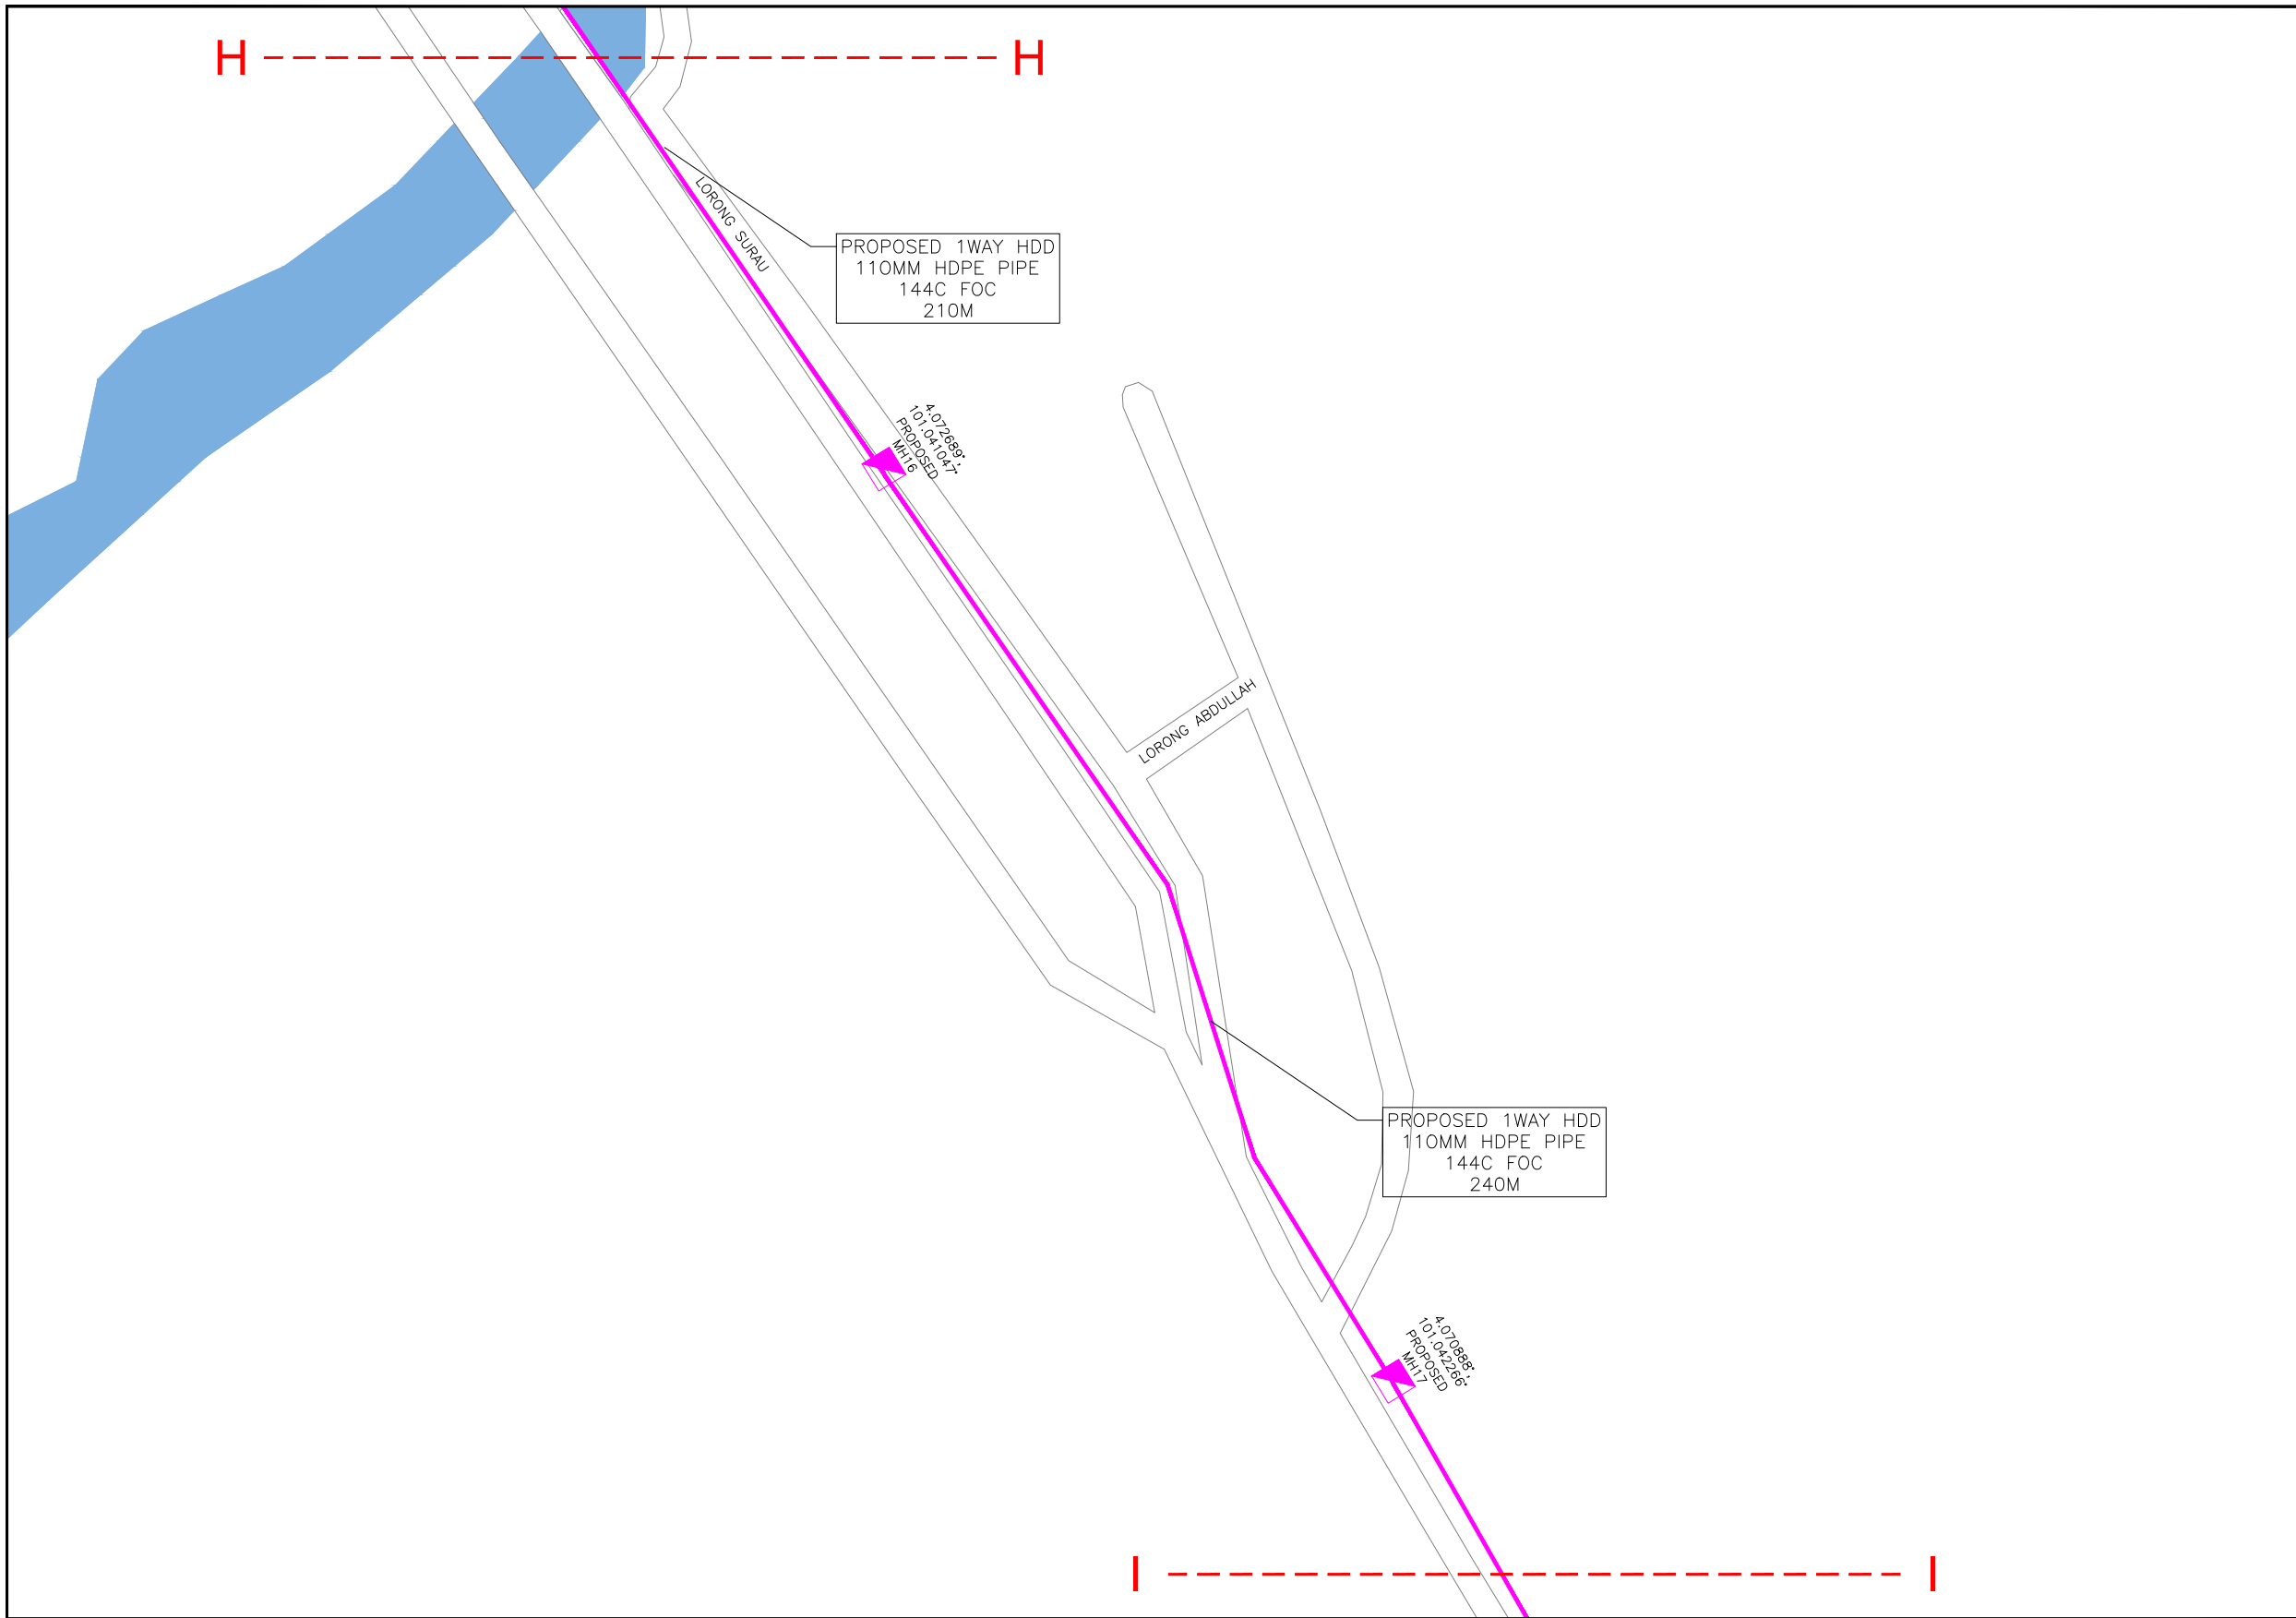 H H
LORONG SURAU
PROPOSED 1WAY HDD
110MM HDPE PIPE
144C FOC
210M
4.072689°,
101.041047°
PROPOSED
MH16
LORONG ABDULLAH
PROPOSED 1WAY HDD
110MM HDPE PIPE
144C FOC
240M
4.070888°,
101.042266°
PROPOSED
MH17
I I